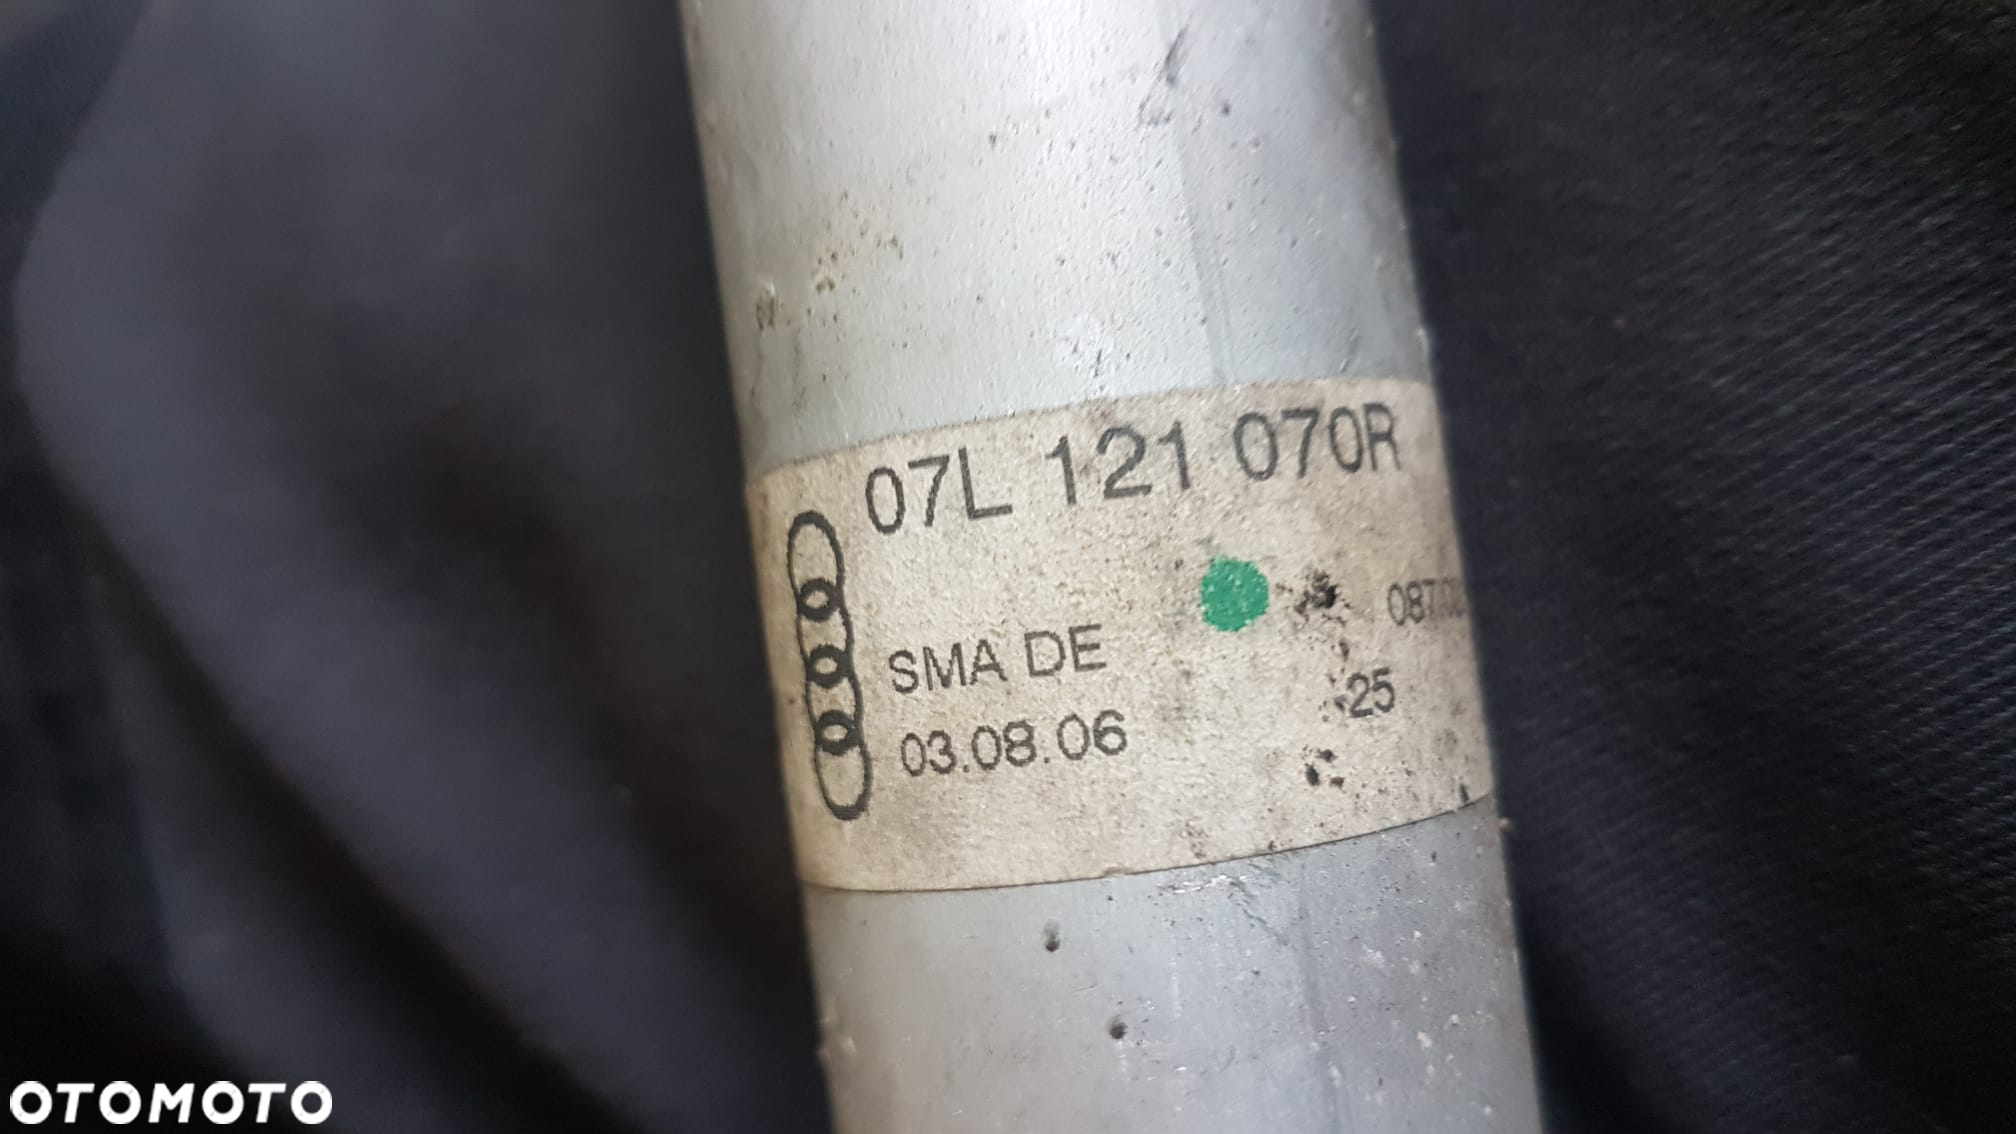 07L 121 070R
SMA DE
25
03.08.06
OTOMOTO